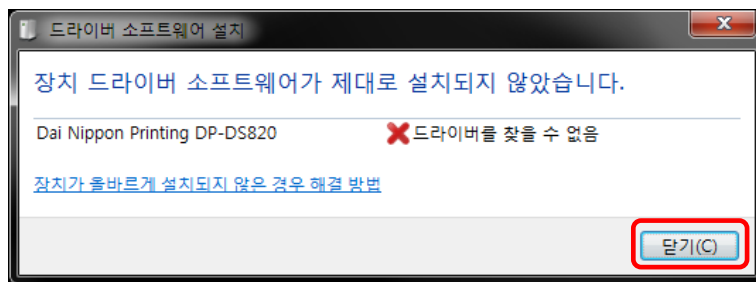 드라이버 소프트웨어 설치
장치 드라이버 소프트웨어가 제대로 설치되지 않았습니다.
Dai Nippon Printing DP-DS820 드라이버를 찾을 수 없음
장치가 올바르게 설치되지 않은 경우 해결 방법
닫기(C)